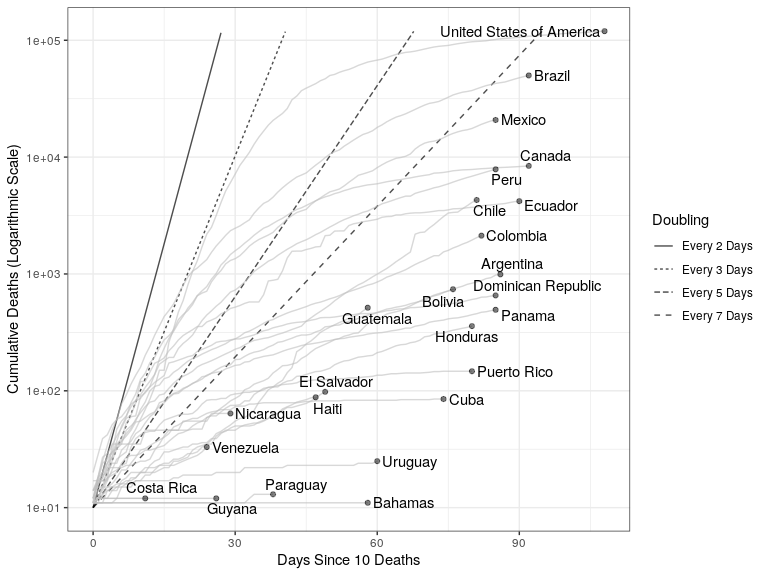 Cumulative Deaths (Logarithmic Scale)
1e+05
1e+04
1e+03
1e+02
1e+01
United States of America
Brazil
Mexico
Canada
Peru
Chile
Ecuador
Colombia
Argentina
Dominican Republic
Bolivia
Guatemala
Panama
Honduras
Puerto Rico
El Salvador
Haiti
Cuba
Nicaragua
Venezuela
Uruguay
Costa Rica
Paraguay
Guyana
Bahamas
0
30
60
90
Days Since 10 Deaths
Doubling
Every 2 Days
Every 3 Days
Every 5 Days
Every 7 Days